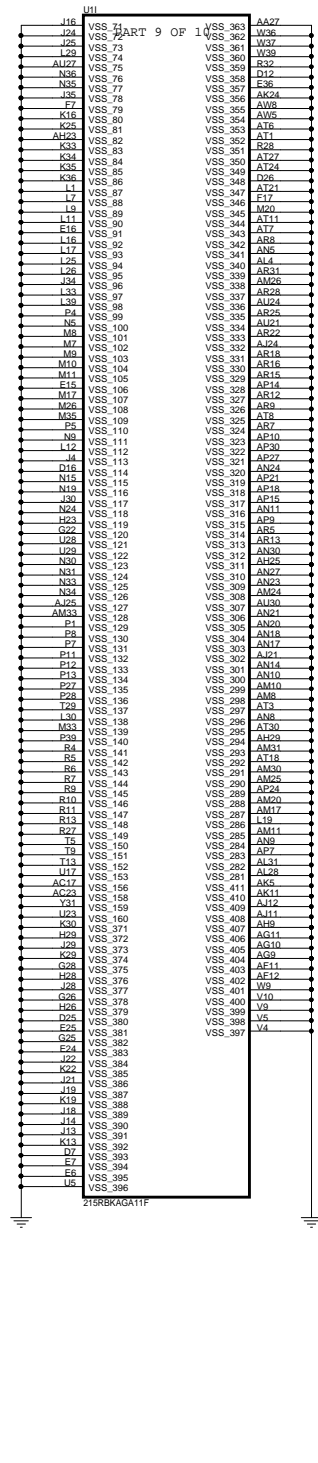 U1I
PART 9 OF 10
J16 VSS_71 VSS_363 AA27
J24 VSS_72 VSS_362 W36
J25 VSS_73 VSS_361 W37
L29 VSS_74 VSS_360 W39
AU27 VSS_75 VSS_359 R32
N36 VSS_76 VSS_358 D12
N35 VSS_77 VSS_357 E36
J35 VSS_78 VSS_356 AK24
F7 VSS_79 VSS_355 AW8
K16 VSS_80 VSS_354 AW5
K25 VSS_81 VSS_353 AT6
AH23 VSS_82 VSS_352 AT1
K33 VSS_83 VSS_351 R28
K34 VSS_84 VSS_350 AT27
K35 VSS_85 VSS_349 AT24
K36 VSS_86 VSS_348 D26
L1 VSS_87 VSS_347 AT21
L7 VSS_88 VSS_346 F17
L9 VSS_89 VSS_345 M20
L11 VSS_90 VSS_344 AT11
E16 VSS_91 VSS_343 AT7
L16 VSS_92 VSS_342 AR8
L17 VSS_93 VSS_341 AN5
L25 VSS_94 VSS_340 AL4
L26 VSS_95 VSS_339 AR31
J34 VSS_96 VSS_338 AM26
L33 VSS_97 VSS_337 AR28
L39 VSS_98 VSS_336 AU24
P4 VSS_99 VSS_335 AR25
N5 VSS_100 VSS_334 AU21
M8 VSS_101 VSS_333 AR22
M7 VSS_102 VSS_332 AJ24
M9 VSS_103 VSS_331 AR18
M10 VSS_104 VSS_330 AR16
M11 VSS_105 VSS_329 AR15
E15 VSS_106 VSS_328 AP14
M17 VSS_107 VSS_327 AR12
M26 VSS_108 VSS_326 AR9
M35 VSS_109 VSS_325 AT8
P5 VSS_110 VSS_324 AR7
N9 VSS_111 VSS_323 AP10
L12 VSS_112 VSS_322 AP30
J4 VSS_113 VSS_321 AP27
D16 VSS_114 VSS_320 AN24
N15 VSS_115 VSS_319 AP21
N19 VSS_116 VSS_318 AP18
J30 VSS_117 VSS_317 AP15
N24 VSS_118 VSS_316 AN11
H23 VSS_119 VSS_315 AP9
G22 VSS_120 VSS_314 AR5
U28 VSS_121 VSS_313 AR13
U29 VSS_122 VSS_312 AN30
N30 VSS_123 VSS_311 AH25
N31 VSS_124 VSS_310 AN27
N33 VSS_125 VSS_309 AN23
N34 VSS_126 VSS_308 AM24
AJ25 VSS_127 VSS_307 AU30
AM33 VSS_128 VSS_306 AN21
P1 VSS_129 VSS_305 AN20
P8 VSS_130 VSS_304 AN18
P7 VSS_131 VSS_303 AN17
P11 VSS_132 VSS_302 AJ21
P12 VSS_133 VSS_301 AN14
P13 VSS_134 VSS_300 AN10
P27 VSS_135 VSS_299 AM10
P28 VSS_136 VSS_298 AM8
T29 VSS_137 VSS_297 AT3
L30 VSS_138 VSS_296 AN8
M33 VSS_139 VSS_295 AT30
P39 VSS_140 VSS_294 AH29
R4 VSS_141 VSS_293 AM31
R5 VSS_142 VSS_292 AT18
R6 VSS_143 VSS_291 AM30
R7 VSS_144 VSS_290 AM25
R9 VSS_145 VSS_289 AP24
R10 VSS_146 VSS_288 AM20
R11 VSS_147 VSS_287 AM17
R13 VSS_148 VSS_286 L19
R27 VSS_149 VSS_285 AM11
T5 VSS_150 VSS_284 AN9
T9 VSS_151 VSS_283 AP7
T13 VSS_152 VSS_282 AL31
U17 VSS_153 VSS_281 AL28
AC17 VSS_156 VSS_411 AK5
AC23 VSS_158 VSS_410 AK11
Y31 VSS_159 VSS_409 AJ12
U23 VSS_160 VSS_408 AJ11
K30 VSS_371 VSS_407 AH9
H29 VSS_372 VSS_406 AG11
J29 VSS_373 VSS_405 AG10
K29 VSS_374 VSS_404 AG9
G28 VSS_375 VSS_403 AF11
H28 VSS_376 VSS_402 AF12
J28 VSS_377 VSS_401 W9
G26 VSS_378 VSS_400 V10
H26 VSS_379 VSS_399 V9
D25 VSS_380 VSS_398 V5
E25 VSS_381 VSS_397 V4
G25 VSS_382
E24 VSS_383
J22 VSS_384
K22 VSS_385
J21 VSS_386
J19 VSS_387
K19 VSS_388
J18 VSS_389
J14 VSS_390
J13 VSS_391
K13 VSS_392
D7 VSS_393
E7 VSS_394
E6 VSS_395
U5 VSS_396
215RBKAGA11F